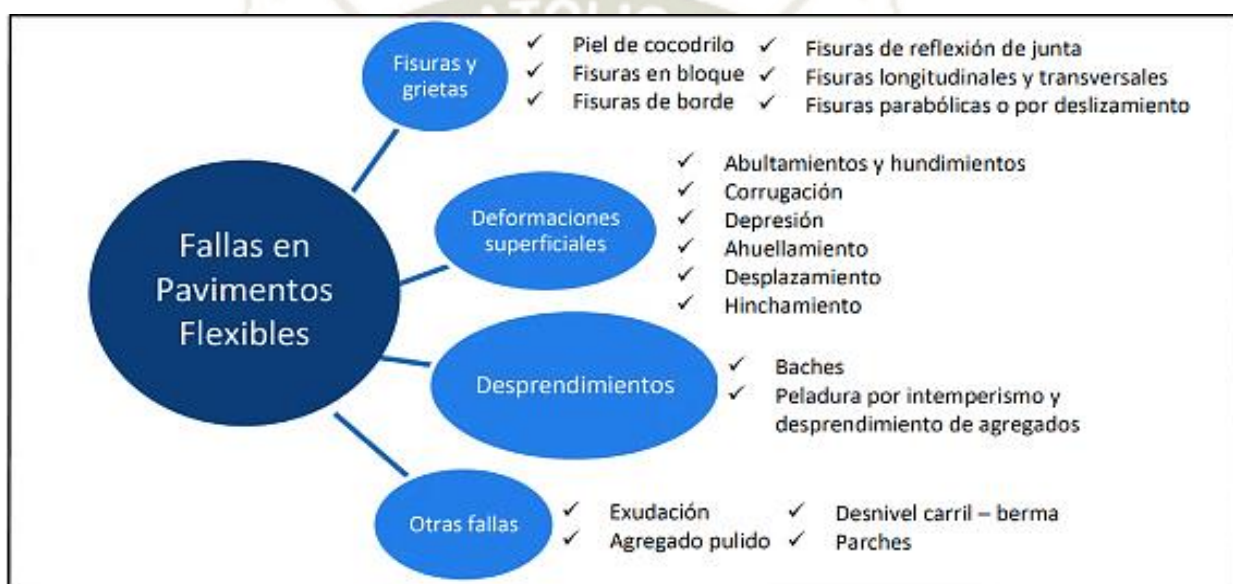 Fisuras y
grietas
✓ Piel de cocodrilo
✓ Fisuras en bloque
✓ Fisuras de borde
✓ Fisuras de reflexión de junta
✓ Fisuras longitudinales y transversales
✓ Fisuras parabólicas o por deslizamiento
Fallas en
Pavimentos
Flexibles
Deformaciones
superficiales
✓ Abultamientos y hundimientos
✓ Corrugación
✓ Depresión
✓ Ahuellamiento
✓ Desplazamiento
✓ Hinchamiento
Desprendimientos
✓ Baches
✓ Peladura por intemperismo y
desprendimiento de agregados
Otras fallas
✓ Exudación
✓ Agregado pulido
✓ Desnivel carril – berma
✓ Parches